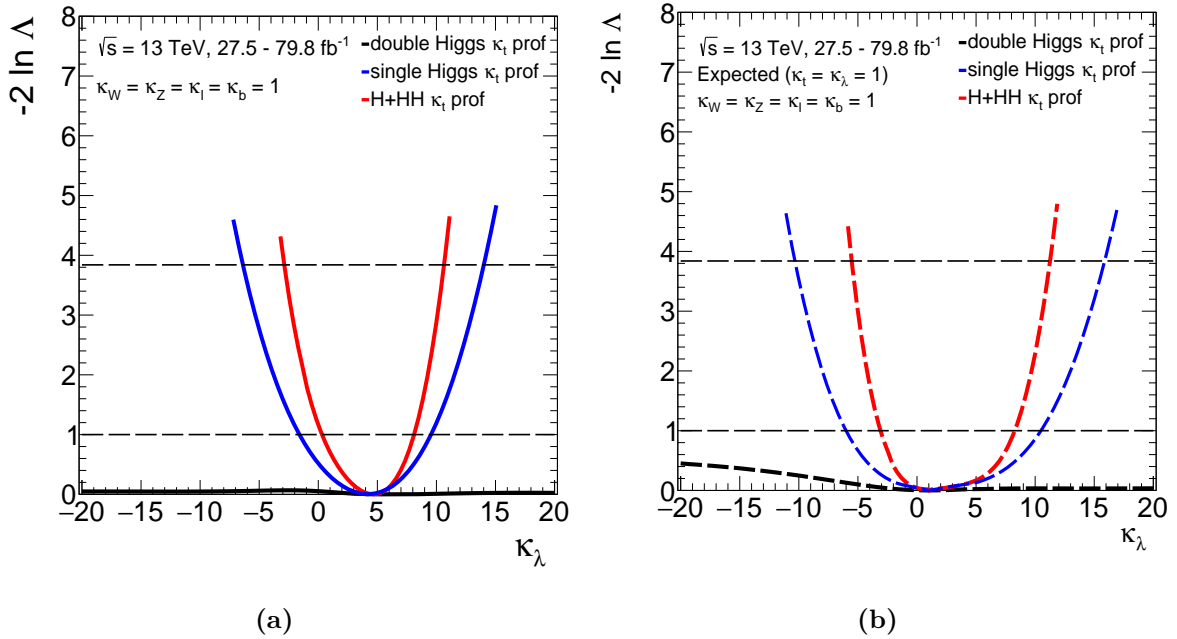 -2 ln Λ
8
7
6
5
4
3
2
1
0
√s = 13 TeV, 27.5 - 79.8 fb⁻¹
κ_W = κ_Z = κ_l = κ_b = 1
double Higgs κ_t prof
single Higgs κ_t prof
H+HH κ_t prof
−20 −15 −10 −5 0 5 10 15 20
κ_λ
(a)
-2 ln Λ
8
7
6
5
4
3
2
1
0
√s = 13 TeV, 27.5 - 79.8 fb⁻¹
Expected (κ_t = κ_λ = 1)
κ_W = κ_Z = κ_l = κ_b = 1
double Higgs κ_t prof
single Higgs κ_t prof
H+HH κ_t prof
−20 −15 −10 −5 0 5 10 15 20
κ_λ
(b)